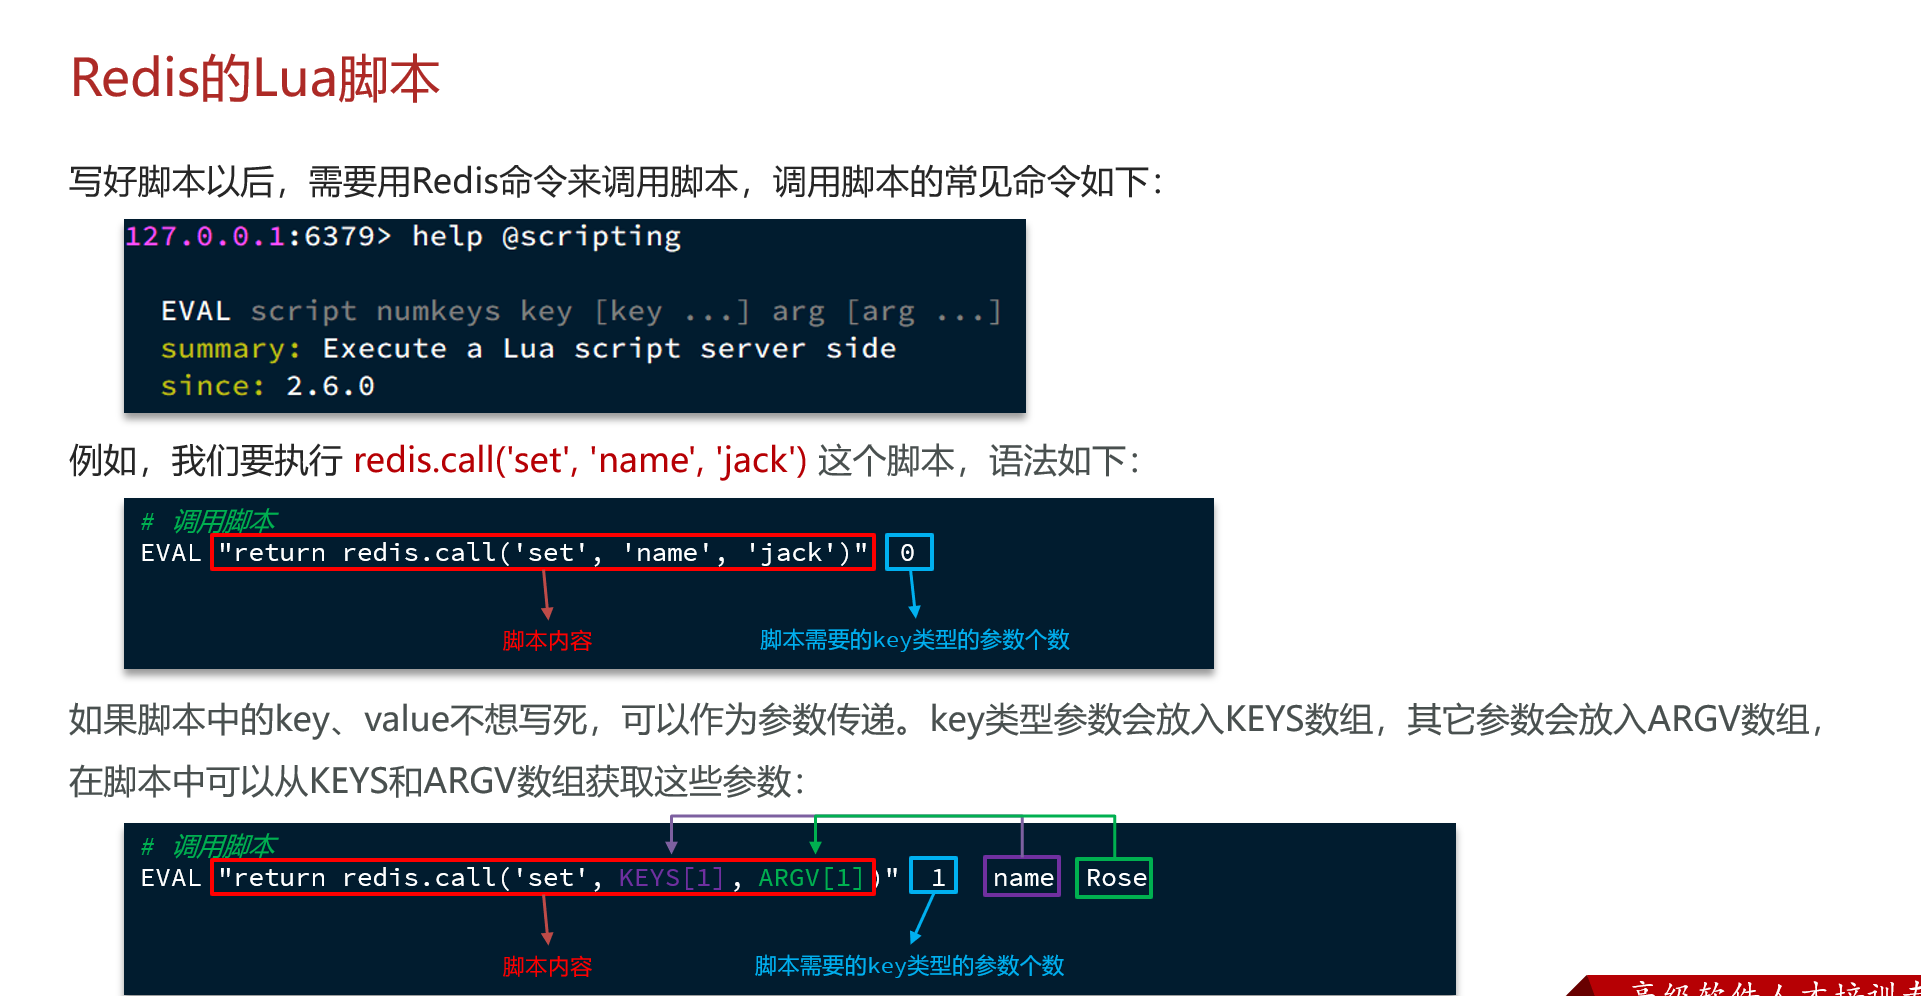 Redis的Lua脚本
写好脚本以后，需要用Redis命令来调用脚本，调用脚本的常见命令如下：
127.0.0.1:6379> help @scripting
EVAL script numkeys key [key ...] arg [arg ...]
summary: Execute a Lua script server side
since: 2.6.0
例如，我们要执行 redis.call('set', 'name', 'jack') 这个脚本，语法如下：
# 调用脚本
EVAL "return redis.call('set', 'name', 'jack')" 0
脚本内容 脚本需要的key类型的参数个数
如果脚本中的key、value不想写死，可以作为参数传递。key类型参数会放入KEYS数组，其它参数会放入ARGV数组，
在脚本中可以从KEYS和ARGV数组获取这些参数：
# 调用脚本
EVAL "return redis.call('set', KEYS[1], ARGV[1])" 1 name Rose
脚本内容 脚本需要的key类型的参数个数
高级软件人才培训